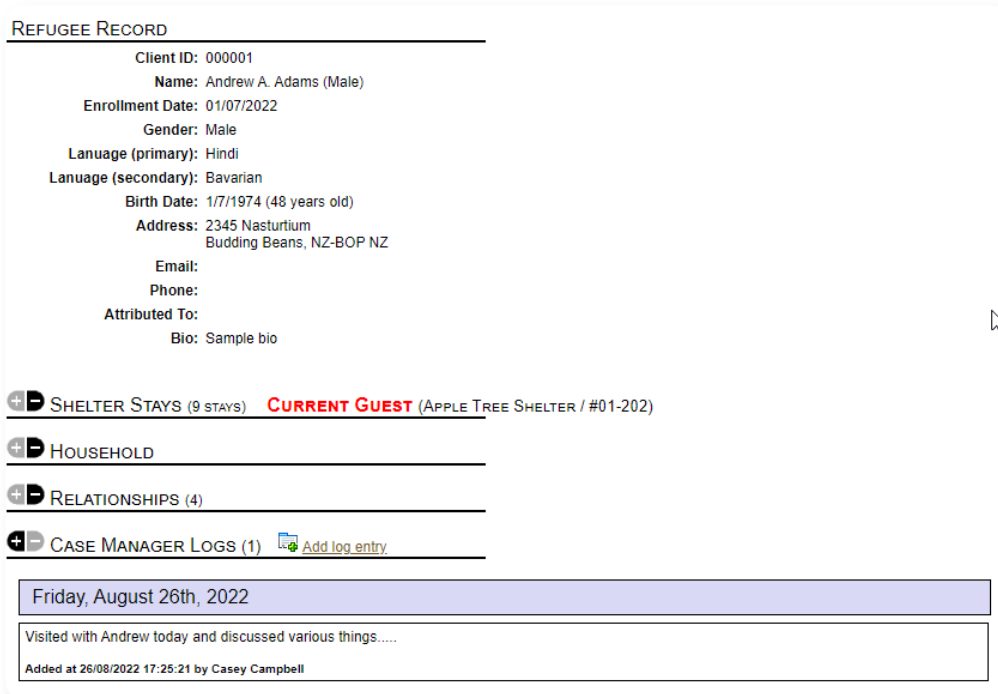 REFUGEE RECORD
Client ID: 000001
Name: Andrew A. Adams (Male)
Enrollment Date: 01/07/2022
Gender: Male
Lanuage (primary): Hindi
Lanuage (secondary): Bavarian
Birth Date: 1/7/1974 (48 years old)
Address: 2345 Nasturtium
Budding Beans, NZ-BOP NZ
Email:
Phone:
Attributed To:
Bio: Sample bio
SHELTER STAYS (9 STAYS) CURRENT GUEST (APPLE TREE SHELTER / #01-202)
HOUSEHOLD
RELATIONSHIPS (4)
CASE MANAGER LOGS (1) Add log entry
Friday, August 26th, 2022
Visited with Andrew today and discussed various things.....
Added at 26/08/2022 17:25:21 by Casey Campbell